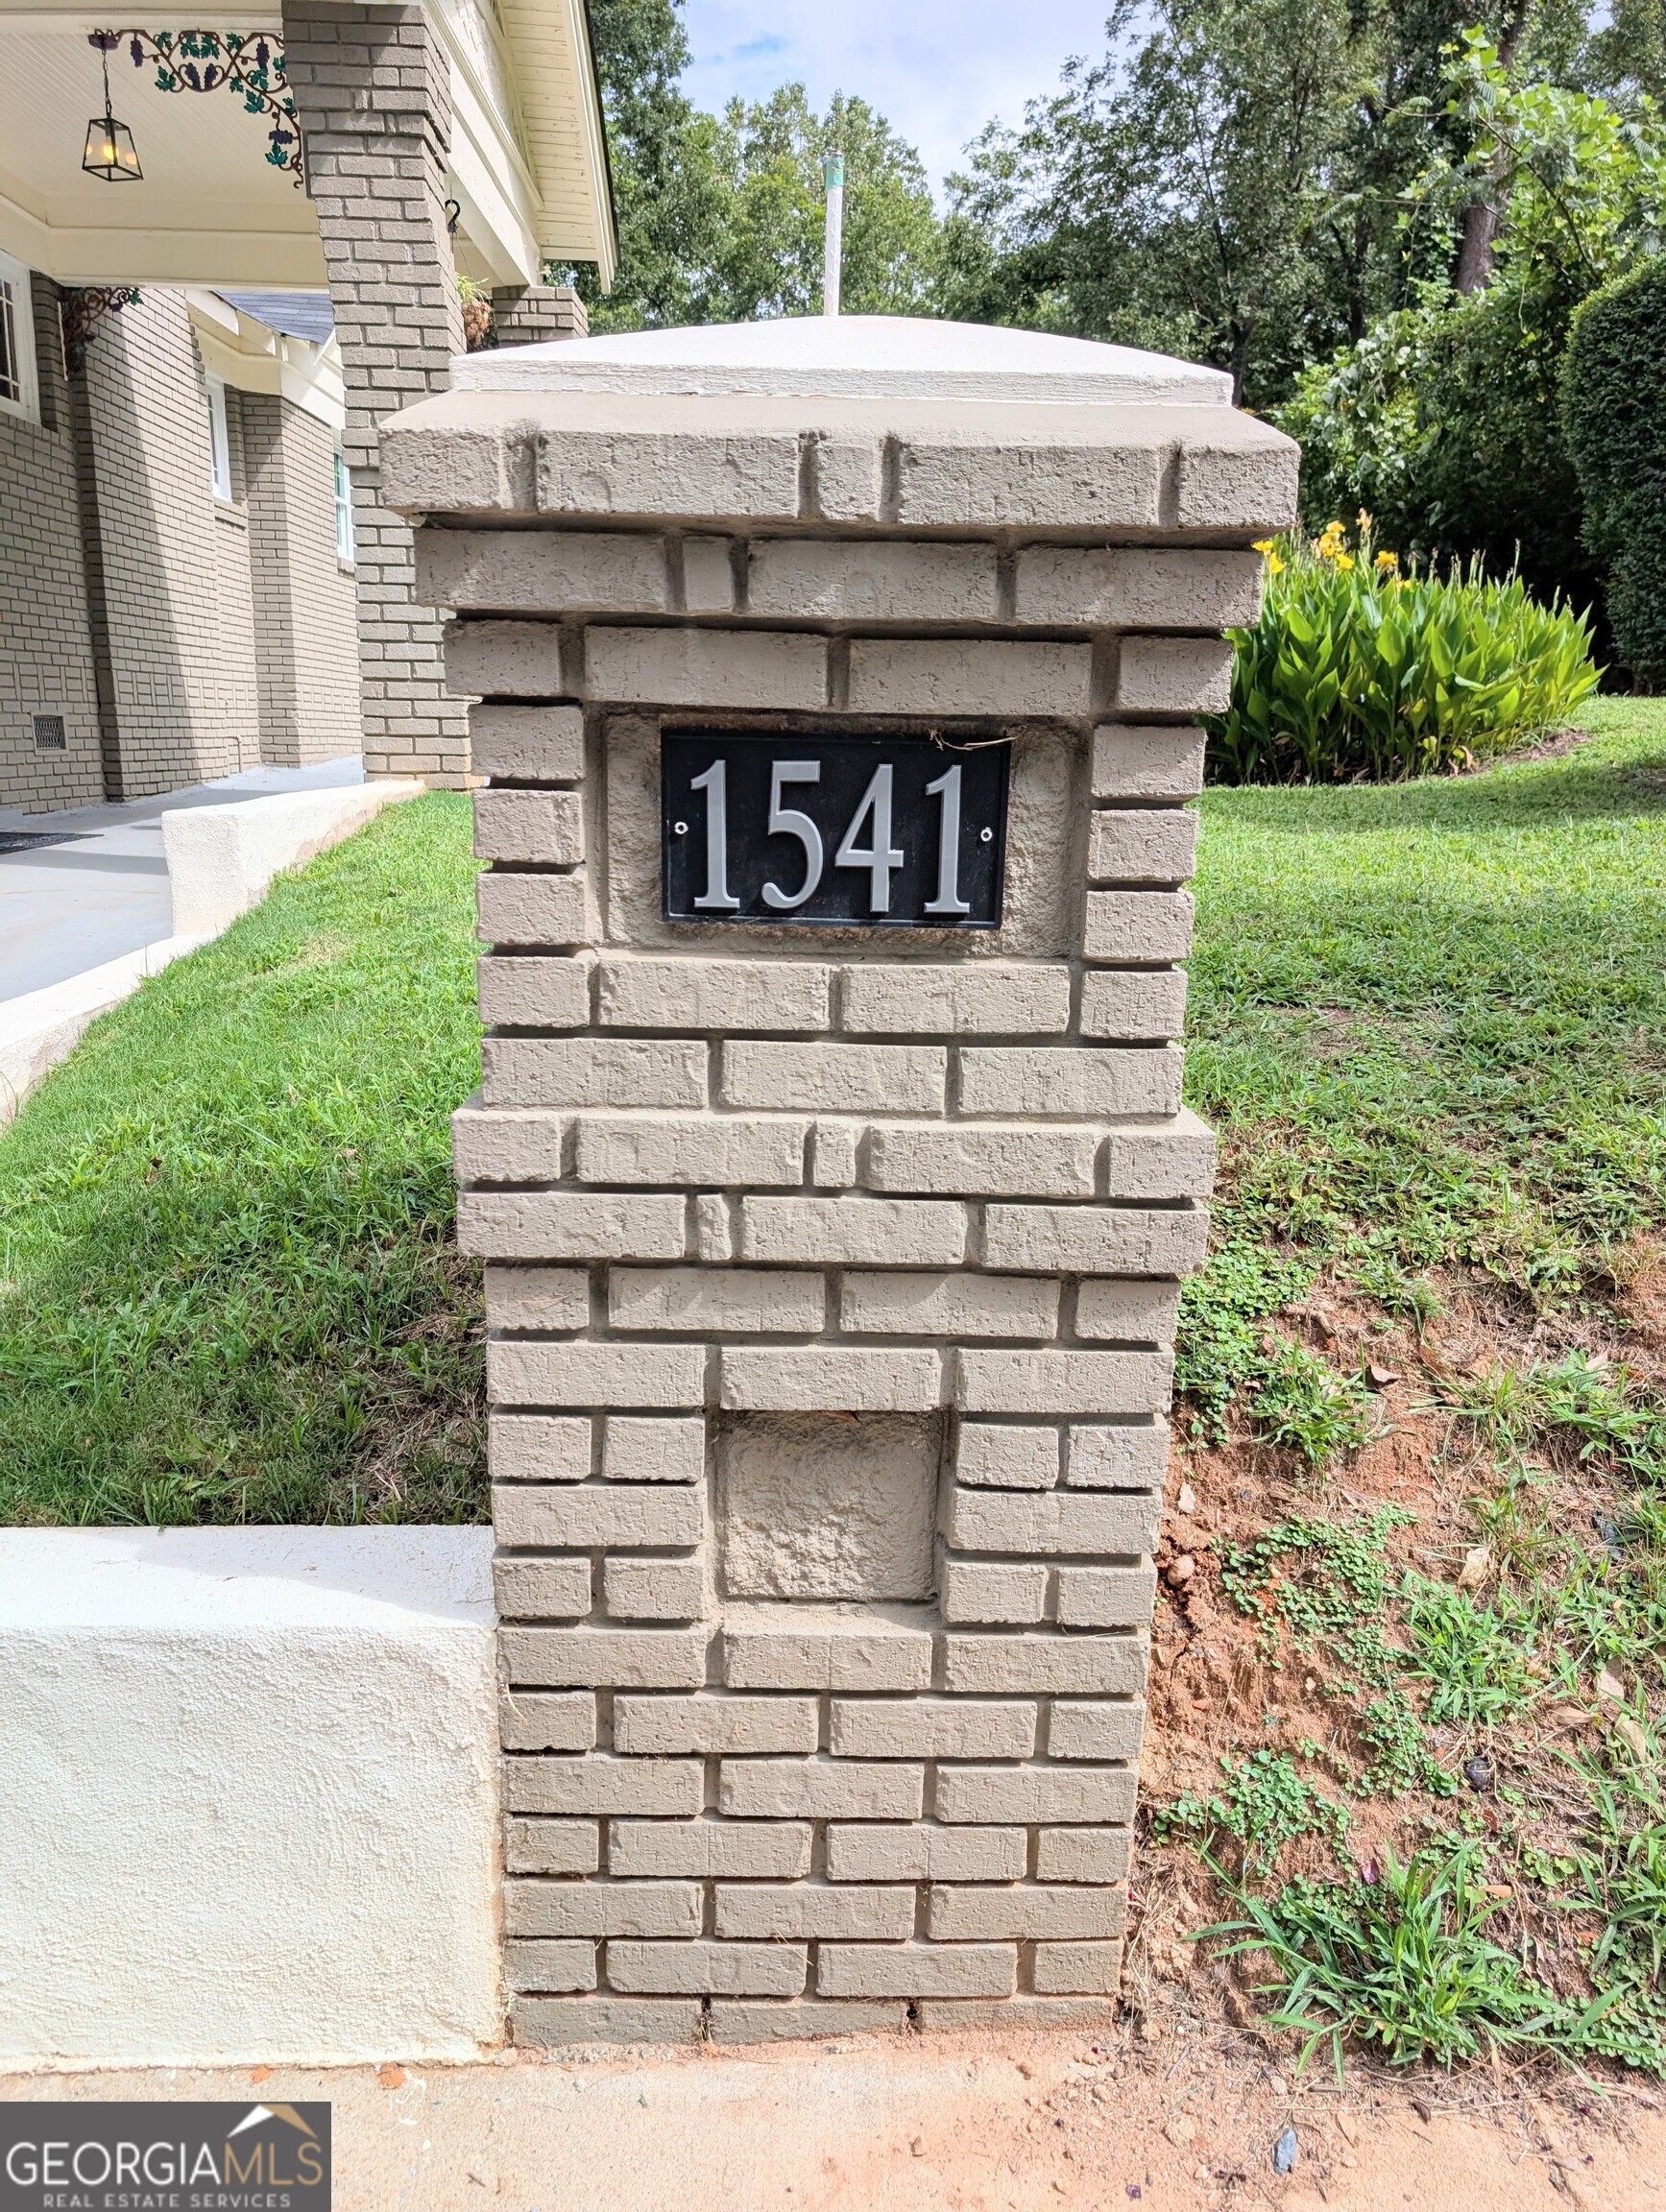 1541
GEORGIAMLS
REAL ESTATE SERVICES